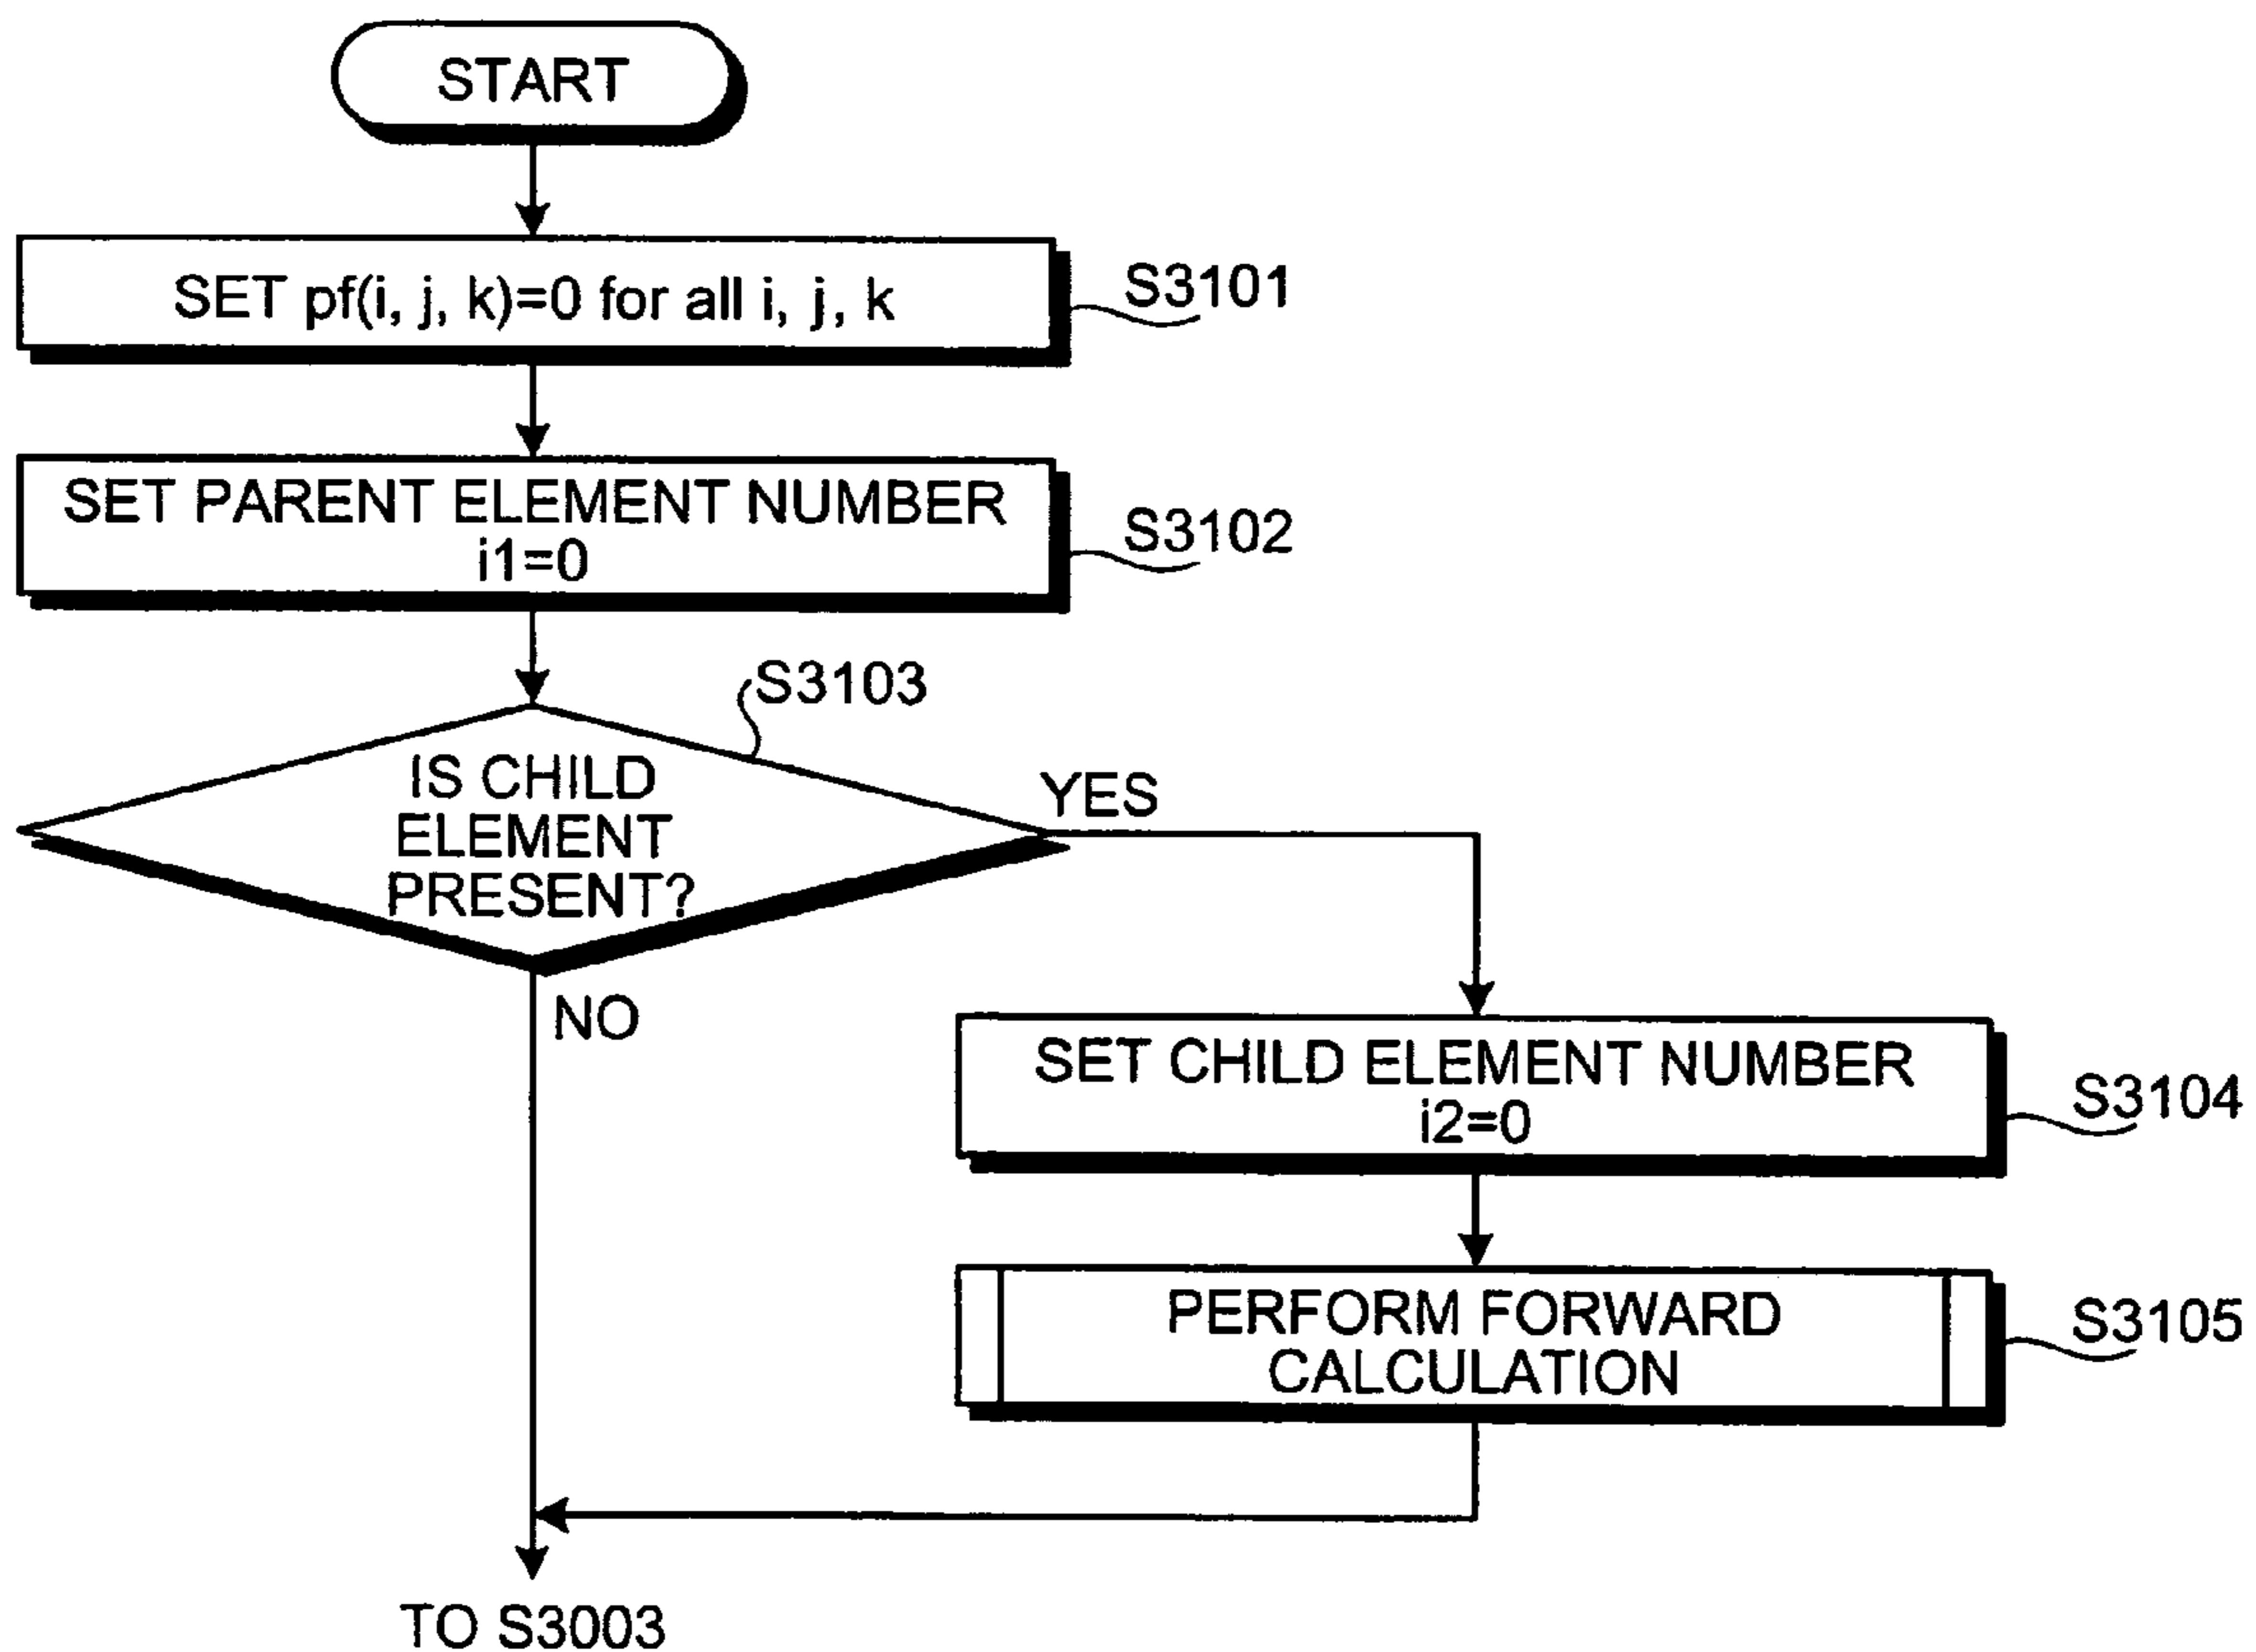 START
SET pf(i, j, k)=0 for all i, j, k
S3101
SET PARENT ELEMENT NUMBER
i1=0
S3102
S3103
IS CHILD
ELEMENT
PRESENT?
YES
NO
SET CHILD ELEMENT NUMBER
i2=0
S3104
PERFORM FORWARD
CALCULATION
S3105
TO S3003